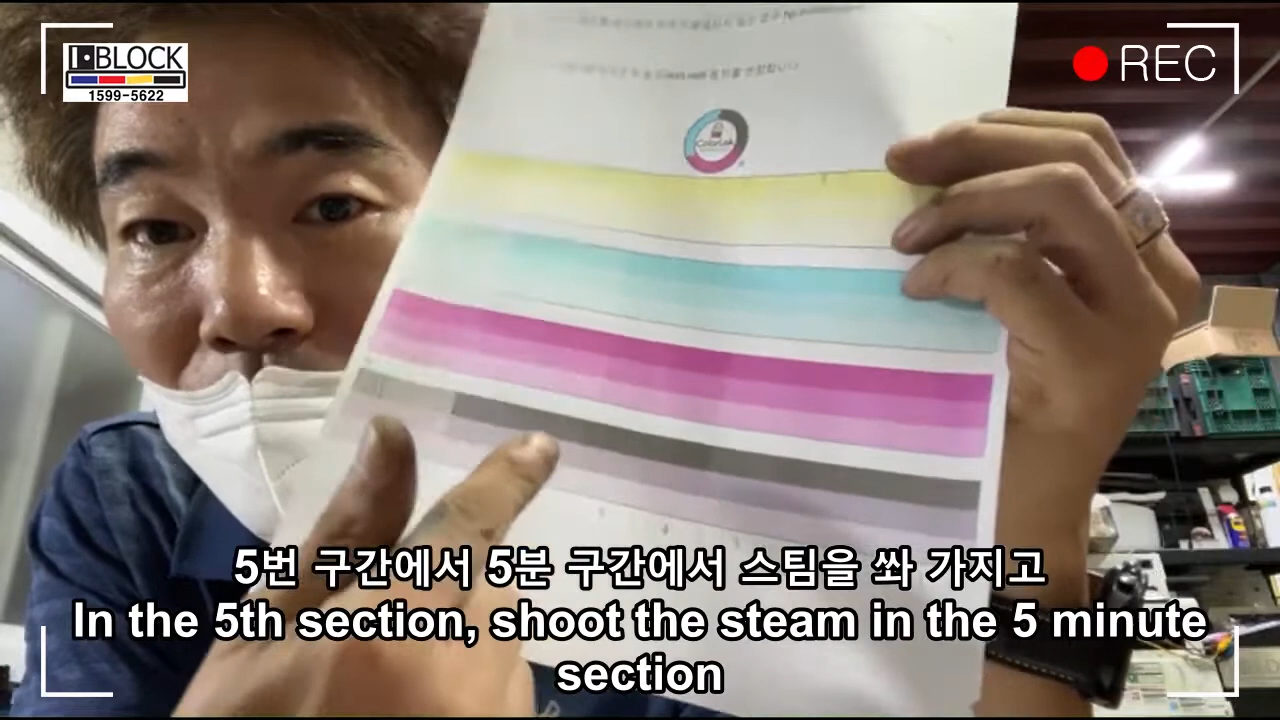 I·BLOCK
1599-5622
REC
ColorLok
5번 구간에서 5분 구간에서 스팀을 쏴 가지고
In the 5th section, shoot the steam in the 5 minute
section